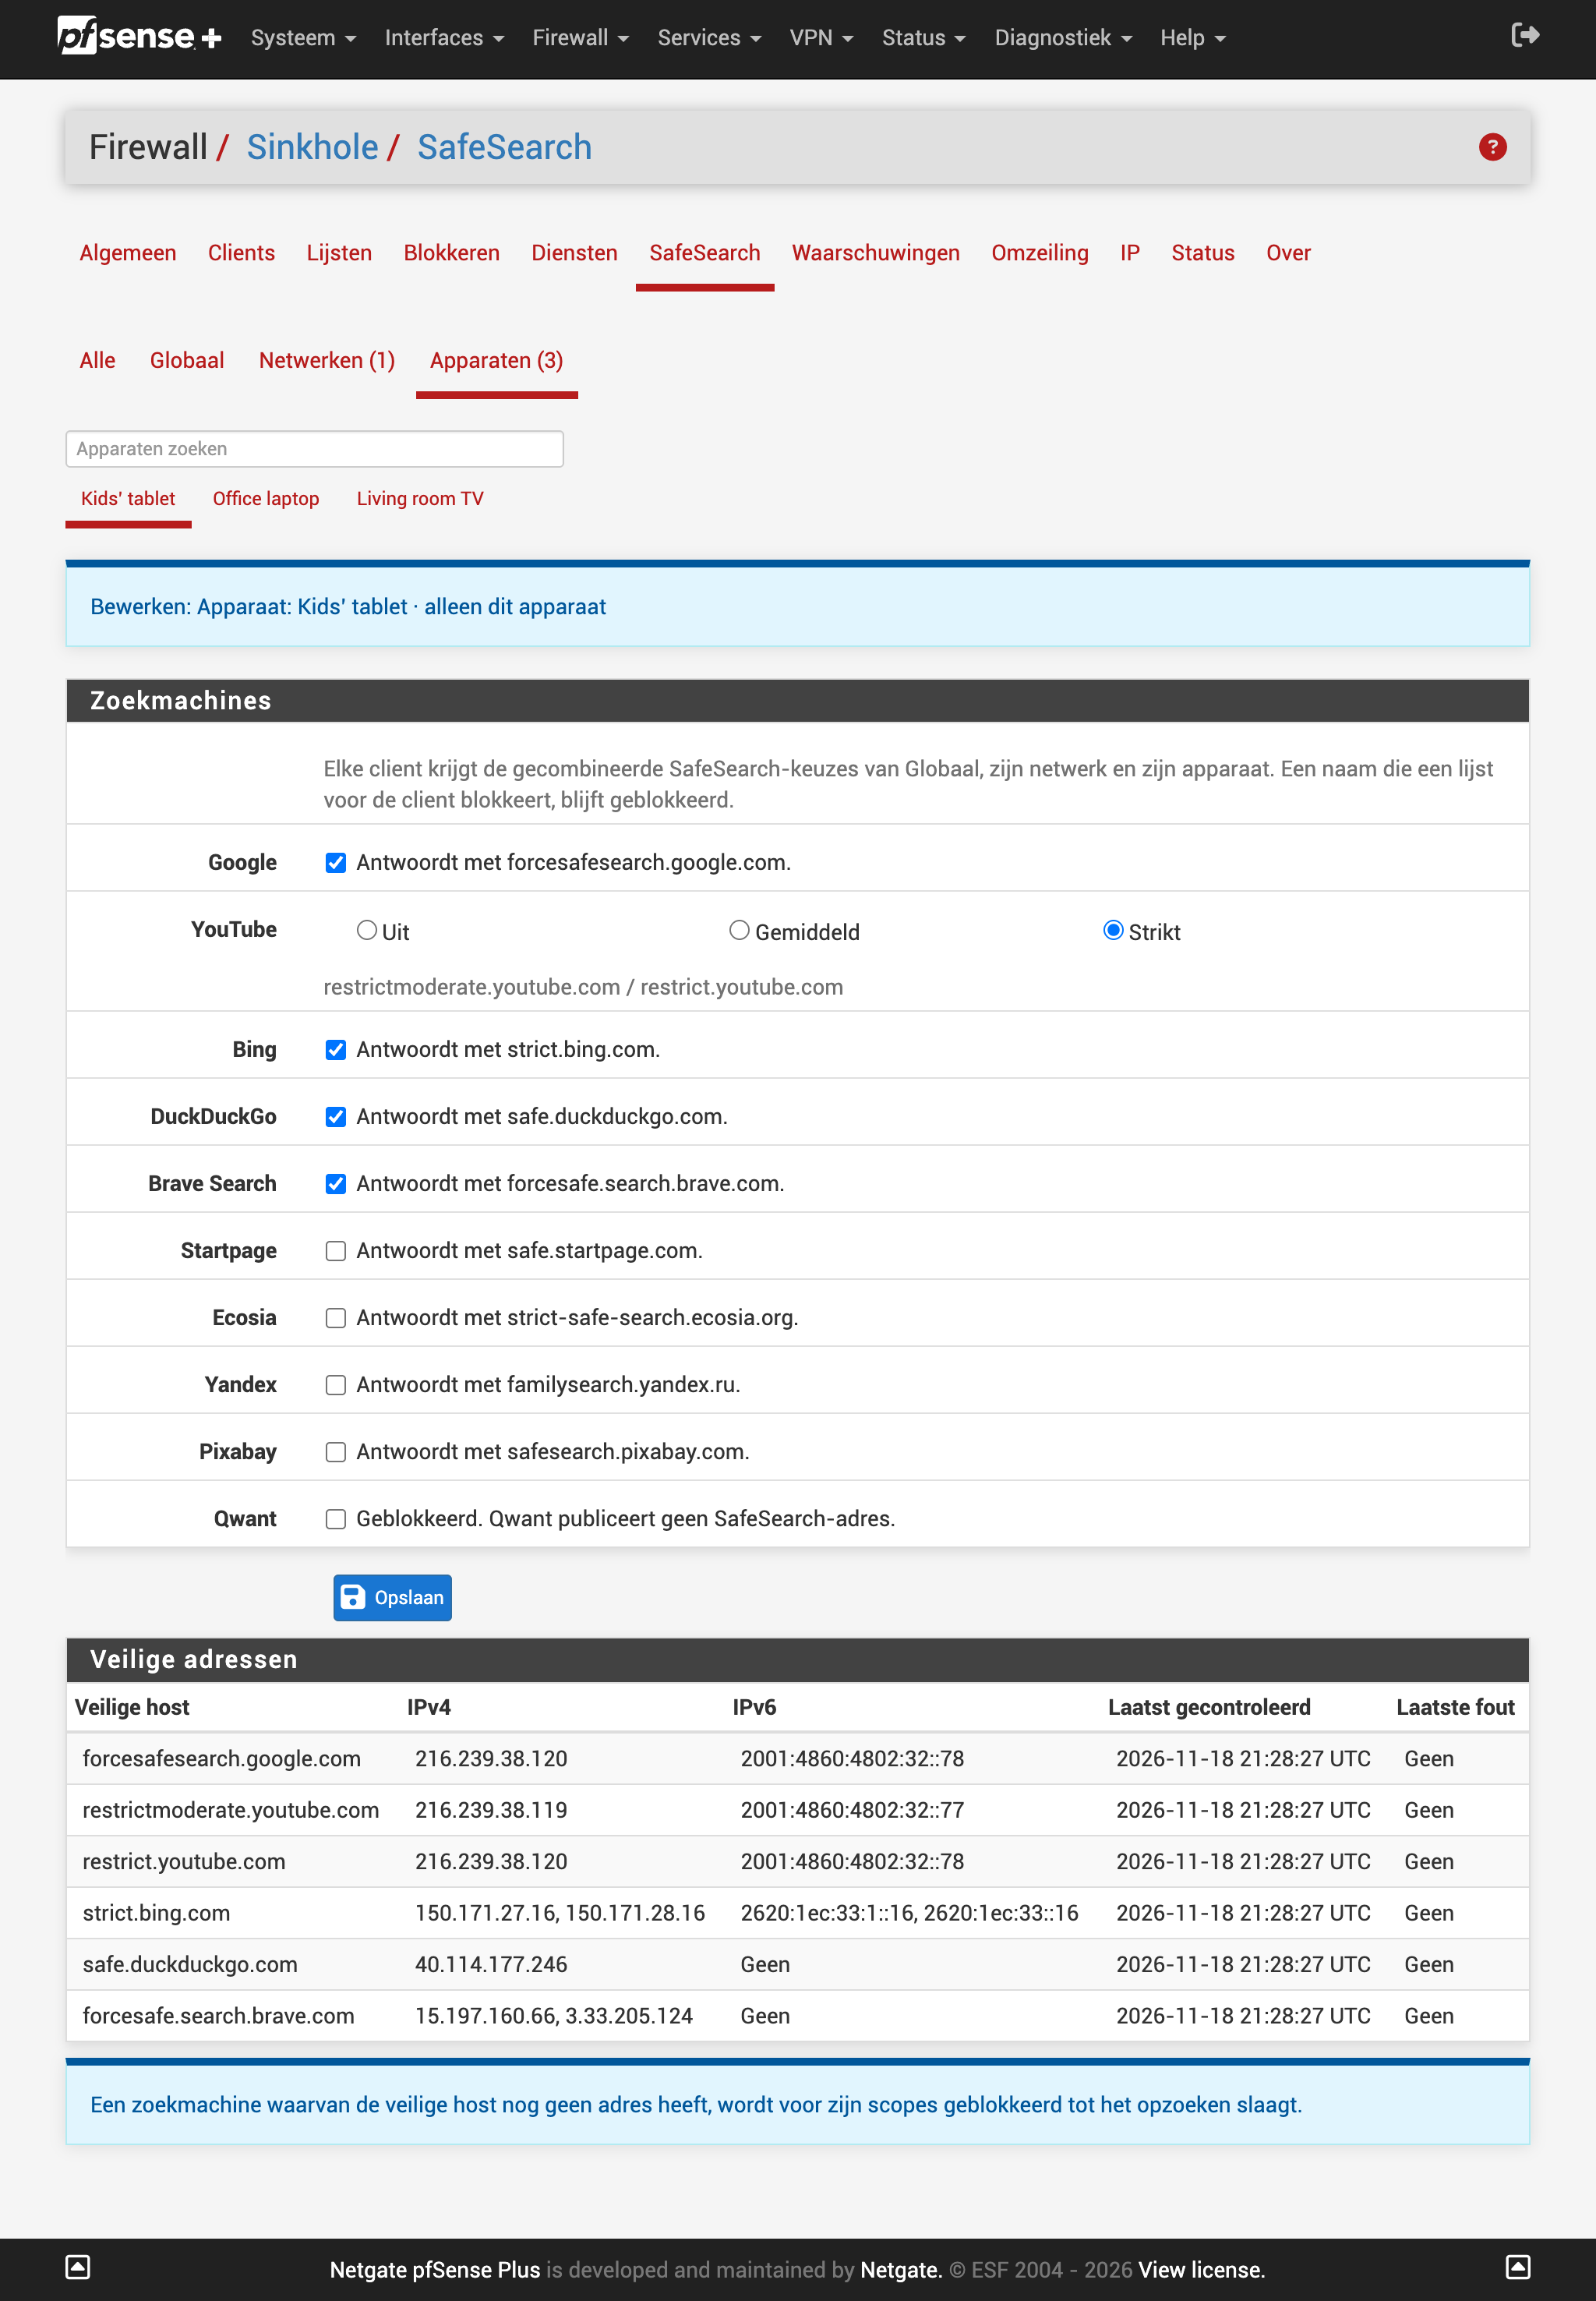 pfsense +
Systeem Interfaces Firewall Services VPN Status Diagnostiek Help
Firewall / Sinkhole / SafeSearch
?
Algemeen Clients Lijsten Blokkeren Diensten SafeSearch Waarschuwingen Omzeiling IP Status Over
Alle Globaal Netwerken (1) Apparaten (3)
Apparaten zoeken
Kids' tablet Office laptop Living room TV
Bewerken: Apparaat: Kids' tablet · alleen dit apparaat
Zoekmachines
Elke client krijgt de gecombineerde SafeSearch-keuzes van Globaal, zijn netwerk en zijn apparaat. Een naam die een lijst
voor de client blokkeert, blijft geblokkeerd.
Google Antwoordt met forcesafesearch.google.com.
YouTube Uit Gemiddeld Strikt
restrictmoderate.youtube.com / restrict.youtube.com
Bing Antwoordt met strict.bing.com.
DuckDuckGo Antwoordt met safe.duckduckgo.com.
Brave Search Antwoordt met forcesafe.search.brave.com.
Startpage Antwoordt met safe.startpage.com.
Ecosia Antwoordt met strict-safe-search.ecosia.org.
Yandex Antwoordt met familysearch.yandex.ru.
Pixabay Antwoordt met safesearch.pixabay.com.
Qwant Geblokkeerd. Qwant publiceert geen SafeSearch-adres.
Opslaan
Veilige adressen
Veilige host IPv4 IPv6 Laatst gecontroleerd Laatste fout
forcesafesearch.google.com 216.239.38.120 2001:4860:4802:32::78 2026-11-18 21:28:27 UTC Geen
restrictmoderate.youtube.com 216.239.38.119 2001:4860:4802:32::77 2026-11-18 21:28:27 UTC Geen
restrict.youtube.com 216.239.38.120 2001:4860:4802:32::78 2026-11-18 21:28:27 UTC Geen
strict.bing.com 150.171.27.16, 150.171.28.16 2620:1ec:33:1::16, 2620:1ec:33::16 2026-11-18 21:28:27 UTC Geen
safe.duckduckgo.com 40.114.177.246 Geen 2026-11-18 21:28:27 UTC Geen
forcesafe.search.brave.com 15.197.160.66, 3.33.205.124 Geen 2026-11-18 21:28:27 UTC Geen
Een zoekmachine waarvan de veilige host nog geen adres heeft, wordt voor zijn scopes geblokkeerd tot het opzoeken slaagt.
Netgate pfSense Plus is developed and maintained by Netgate. © ESF 2004 - 2026 View license.